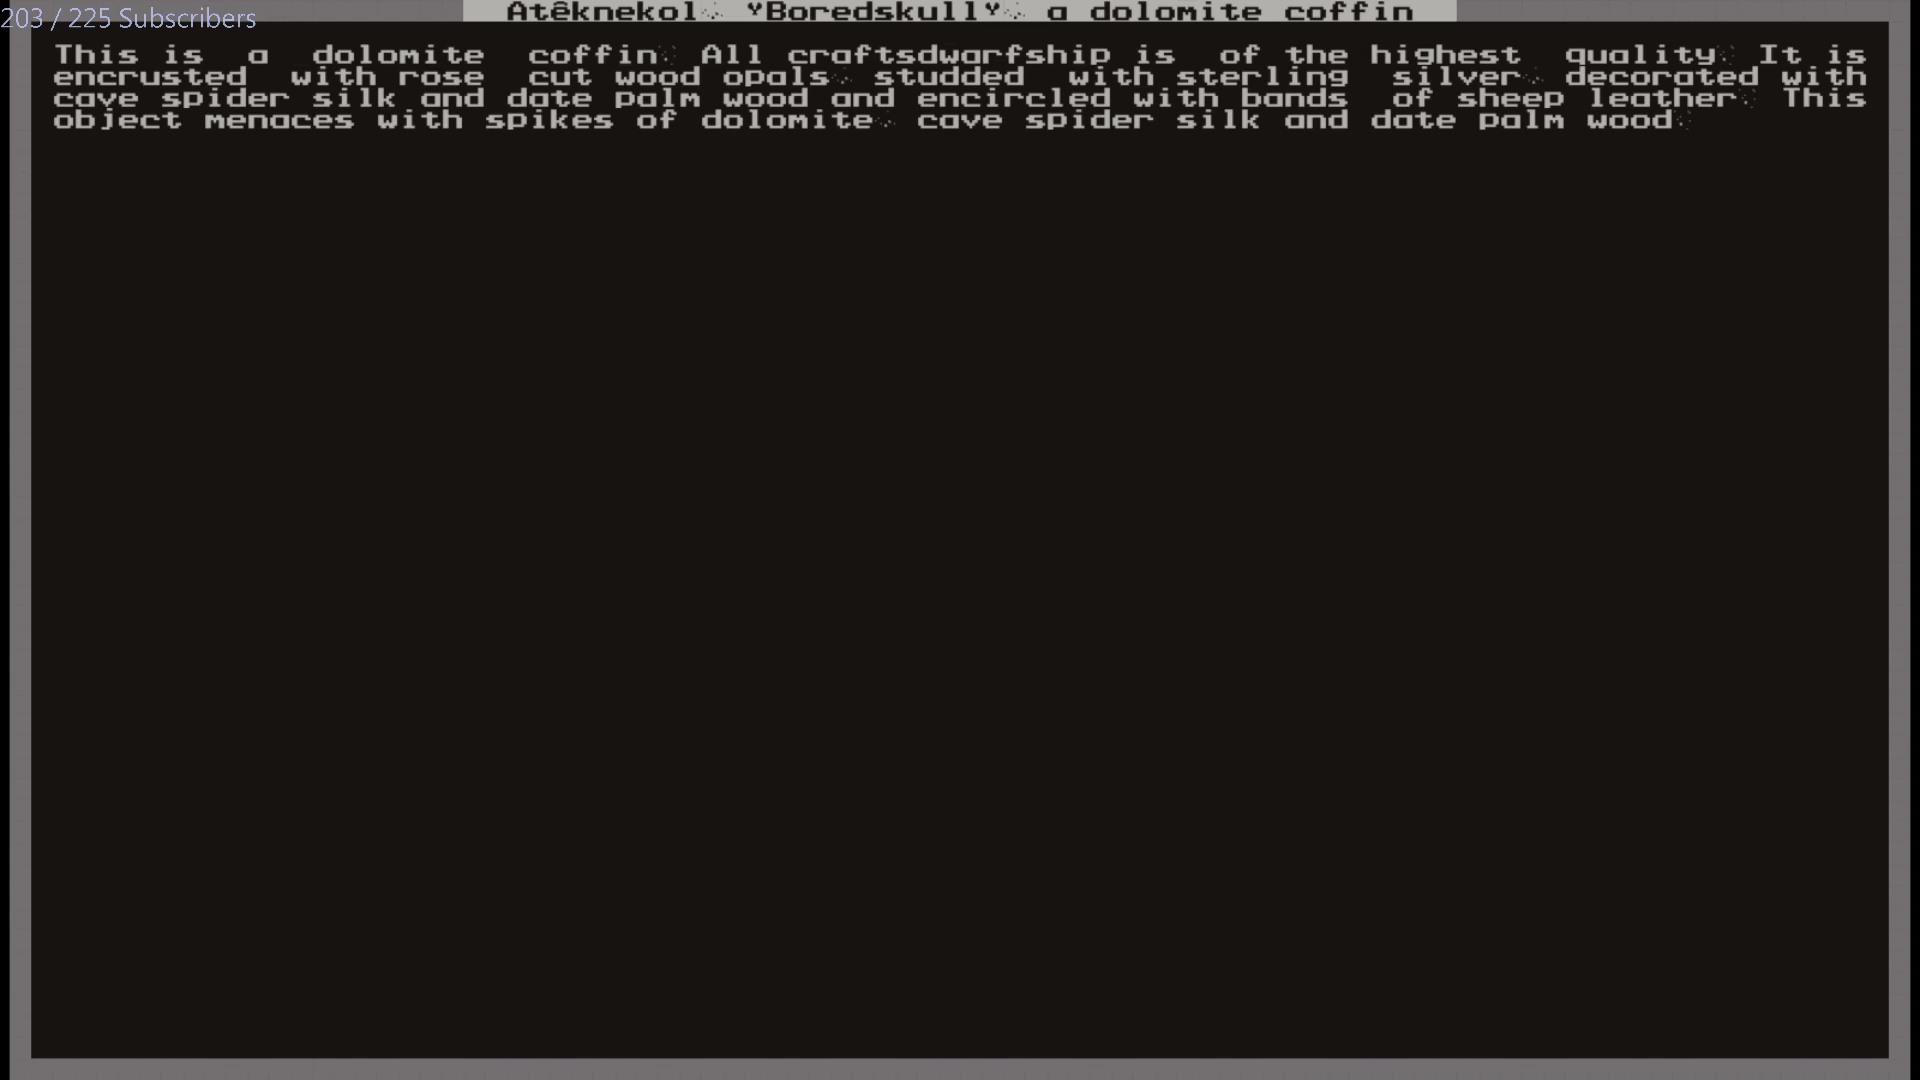 203 / 225 Subscribers
Atêknekol. "Boredskull". a dolomite coffin
This is a dolomite coffin. All craftsdwarfship is of the highest quality. It is
encrusted with rose cut wood opals. studded with sterling silver. decorated with
cave spider silk and date palm wood and encircled with bands of sheep leather. This
object menaces with spikes of dolomite. cave spider silk and date palm wood.